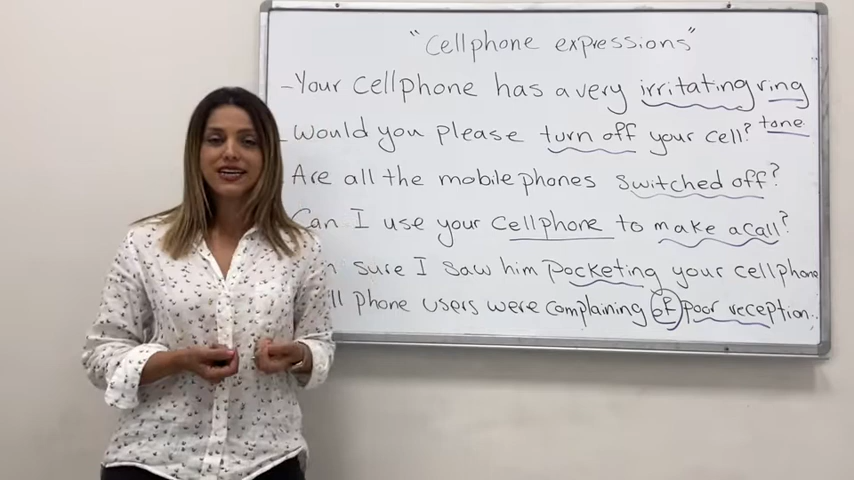 "Cellphone expressions"
- Your cellphone has a very irritating ring
tone
- Would you please turn off your cell?
Are all the mobile phones switched off?
Can I use your cellphone to make a call?
sure I saw him pocketing your cellphone
phone users were complaining of poor reception.